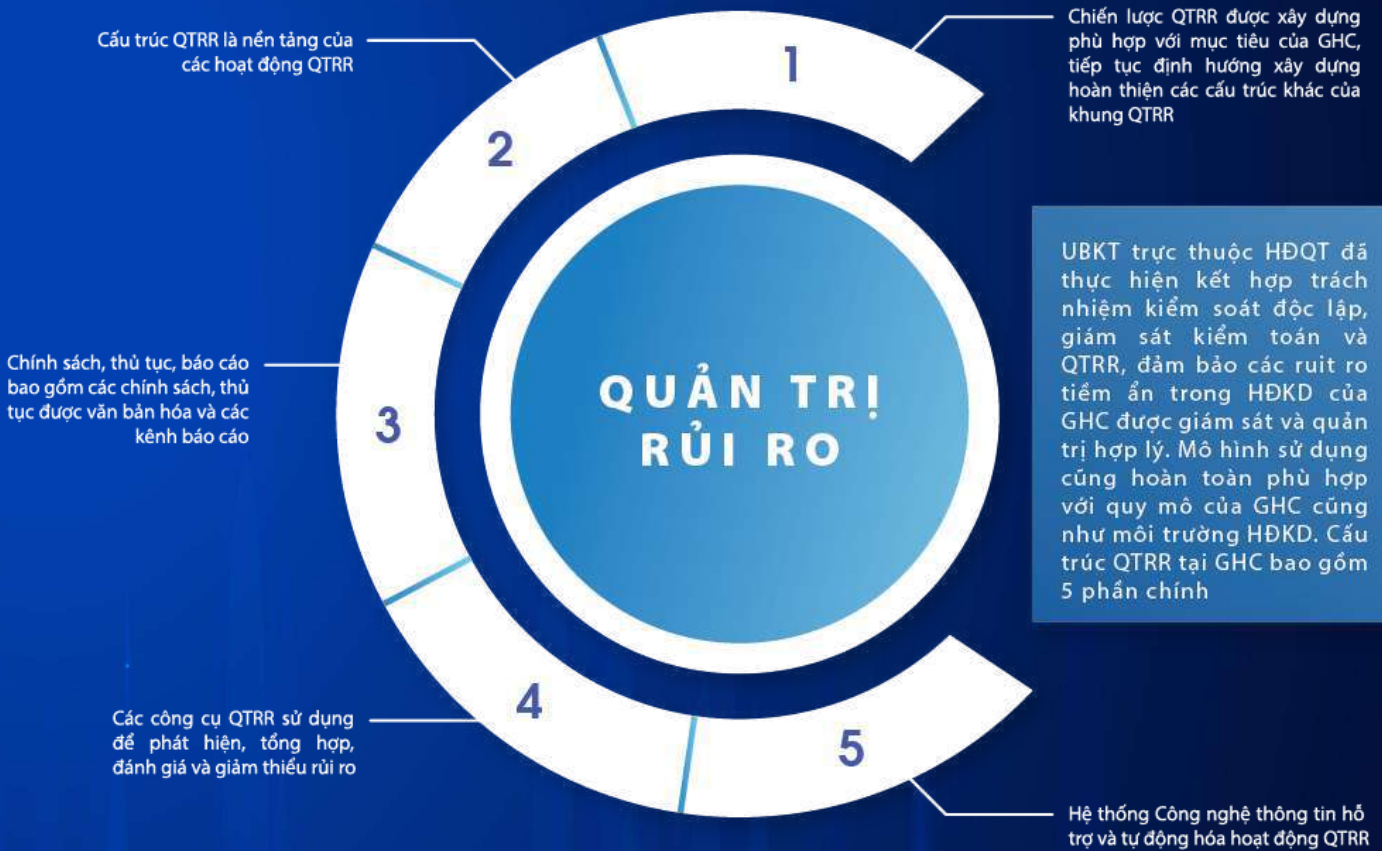 Cấu trúc QTRR là nền tảng của
các hoạt động QTRR
1
Chiến lược QTRR được xây dựng
phù hợp với mục tiêu của GHC,
tiếp tục định hướng xây dựng
hoàn thiện các cấu trúc khác của
khung QTRR
2
UBKT trực thuộc HĐQT đã
thực hiện kết hợp trách
nhiệm kiểm soát độc lập,
giám sát kiểm toán và
QTRR, đảm bảo các ruit ro
tiềm ẩn trong HĐKD của
GHC được giám sát và quản
trị hợp lý. Mô hình sử dụng
cũng hoàn toàn phù hợp
với quy mô của GHC cũng
như môi trường HĐKD. Cấu
trúc QTRR tại GHC bao gồm
5 phần chính
Chính sách, thủ tục, báo cáo
bao gồm các chính sách, thủ
tục được văn bản hóa và các
kênh báo cáo
3
QUẢN TRỊ
RỦI RO
Các công cụ QTRR sử dụng
để phát hiện, tổng hợp,
đánh giá và giảm thiểu rủi ro
4
5
Hệ thống Công nghệ thông tin hỗ
trợ và tự động hóa hoạt động QTRR